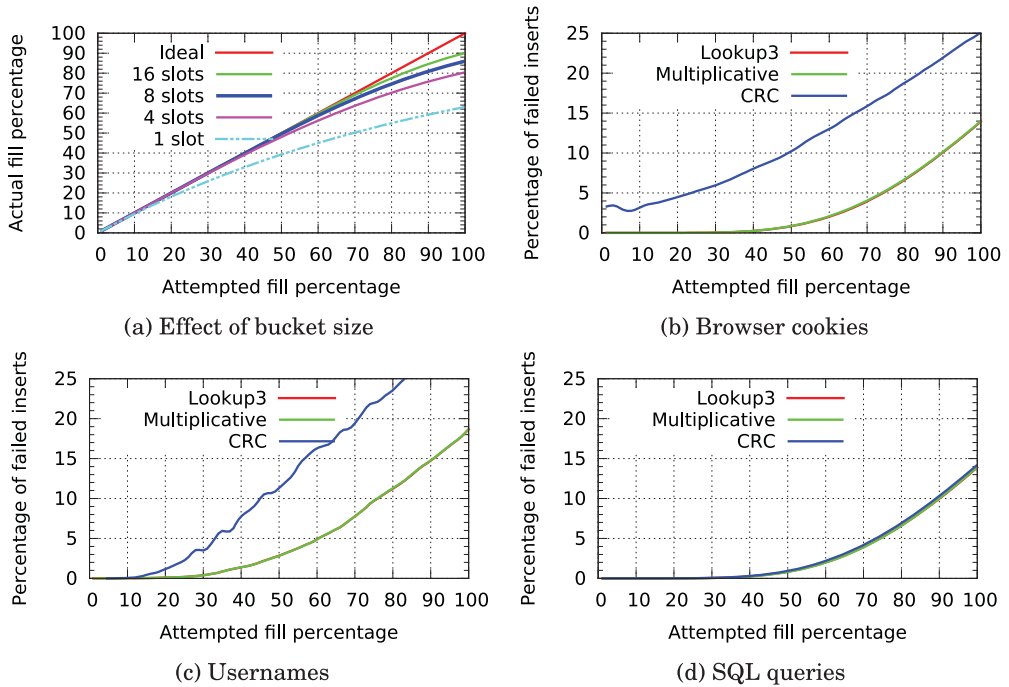 100
90
80
70
60
50
40
30
20
10
0
Actual fill percentage
Ideal
16 slots
8 slots
4 slots
1 slot
0 10 20 30 40 50 60 70 80 90 100
Attempted fill percentage
(a) Effect of bucket size
25
20
15
10
5
0
Percentage of failed inserts
Lookup3
Multiplicative
CRC
0 10 20 30 40 50 60 70 80 90 100
Attempted fill percentage
(b) Browser cookies
25
20
15
10
5
0
Percentage of failed inserts
Lookup3
Multiplicative
CRC
0 10 20 30 40 50 60 70 80 90 100
Attempted fill percentage
(c) Usernames
25
20
15
10
5
0
Percentage of failed inserts
Lookup3
Multiplicative
CRC
0 10 20 30 40 50 60 70 80 90 100
Attempted fill percentage
(d) SQL queries